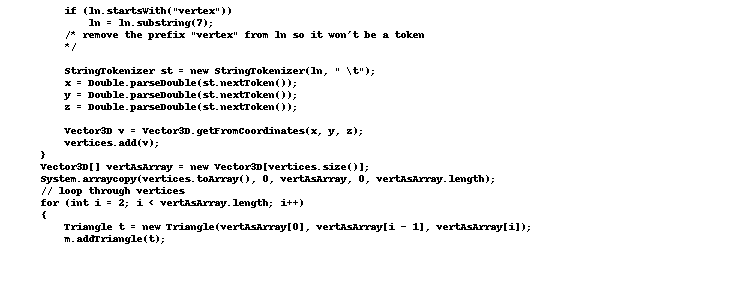 if (ln.startsWith("vertex"))
ln = ln.substring(7);
/* remove the prefix "vertex" from ln so it won't be a token
*/
StringTokenizer st = new StringTokenizer(ln, " \t");
x = Double.parseDouble(st.nextToken());
y = Double.parseDouble(st.nextToken());
z = Double.parseDouble(st.nextToken());
Vector3D v = Vector3D.getFromCoordinates(x, y, z);
vertices.add(v);
}
Vector3D[] vertAsArray = new Vector3D[vertices.size()];
System.arraycopy(vertices.toArray(), 0, vertAsArray, 0, vertAsArray.length);
// loop through vertices
for (int i = 2; i < vertAsArray.length; i++)
{
Triangle t = new Triangle(vertAsArray[0], vertAsArray[i - 1], vertAsArray[i]);
m.addTriangle(t);